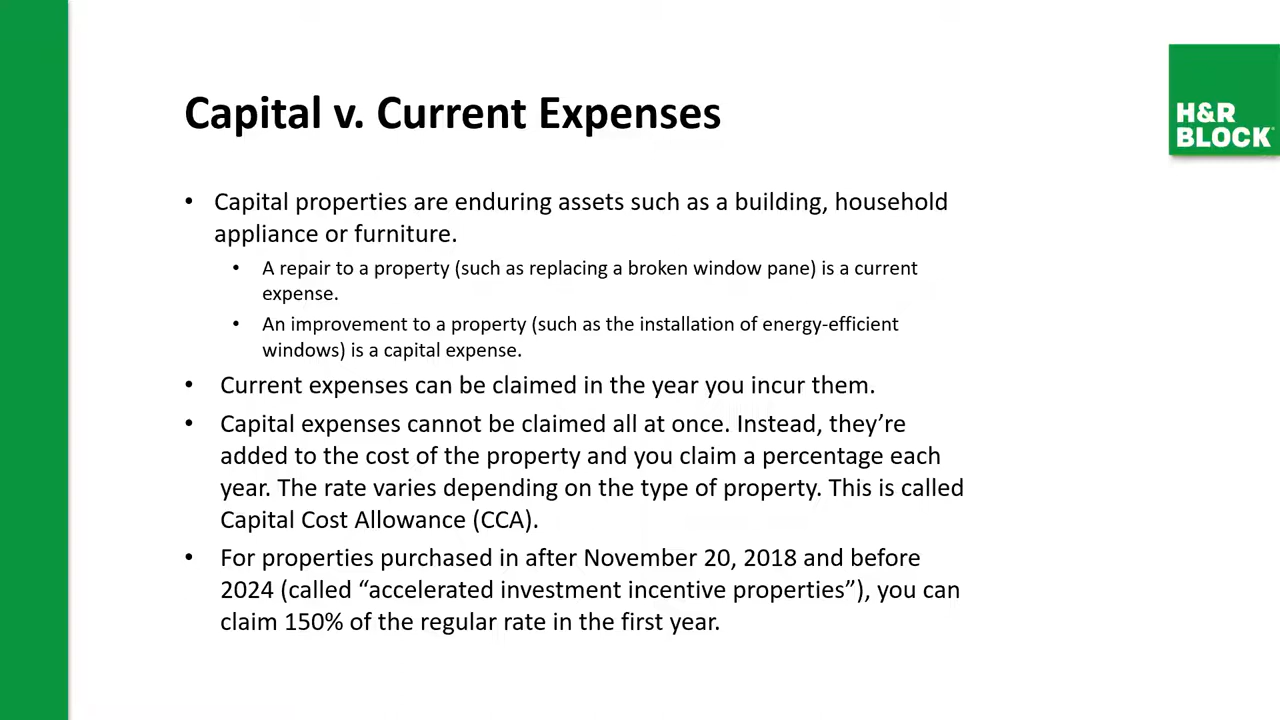 H&R
BLOCK
Capital v. Current Expenses
• Capital properties are enduring assets such as a building, household
appliance or furniture.
• A repair to a property (such as replacing a broken window pane) is a current
expense.
• An improvement to a property (such as the installation of energy-efficient
windows) is a capital expense.
• Current expenses can be claimed in the year you incur them.
• Capital expenses cannot be claimed all at once. Instead, they’re
added to the cost of the property and you claim a percentage each
year. The rate varies depending on the type of property. This is called
Capital Cost Allowance (CCA).
• For properties purchased in after November 20, 2018 and before
2024 (called “accelerated investment incentive properties”), you can
claim 150% of the regular rate in the first year.